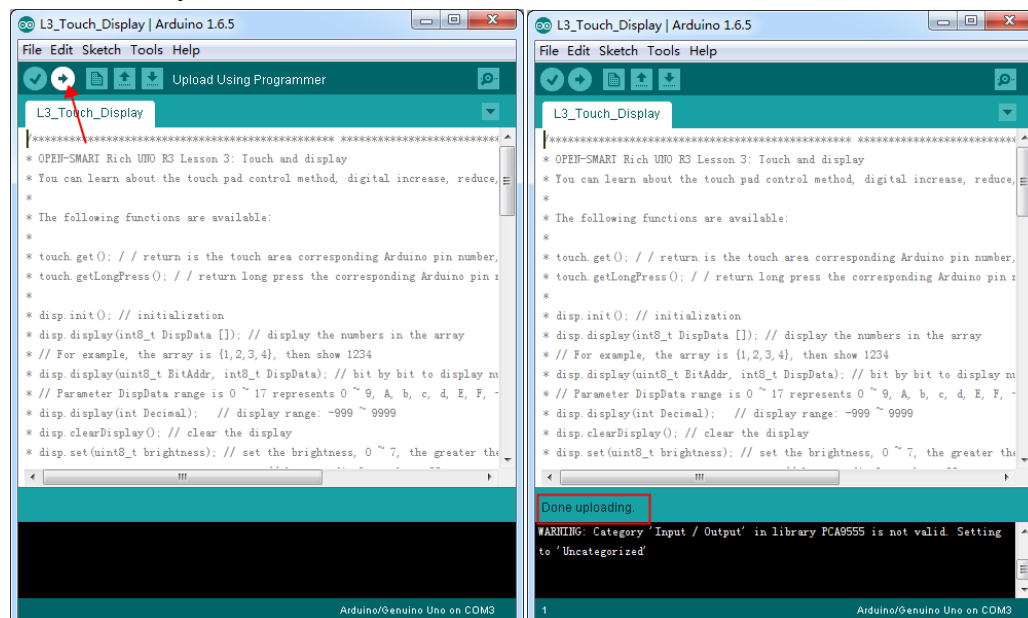 L3_Touch_Display | Arduino 1.6.5
File Edit Sketch Tools Help
Upload Using Programmer
L3_Touch_Display
/************************************************ *************************
* OPEN-SMART Rich UNO R3 Lesson 3: Touch and display
* You can learn about the touch pad control method, digital increase, reduce,
*
* The following functions are available:
*
* touch.get(); / / return is the touch area corresponding Arduino pin number,
* touch.getLongPress(); / / return long press the corresponding Arduino pin
*
* disp.init(); // initialization
* disp.display(int8_t DispData []); // display the numbers in the array
* // For example, the array is {1,2,3,4}, then show 1234
* disp.display(uint8_t BitAddr, int8_t DispData); // bit by bit to display
* // Parameter DispData range is 0 ~ 17 represents 0 ~ 9, A, b, c, d, E, F, -
* disp.display(int Decimal); // display range: -999 ~ 9999
* disp.clearDisplay(); // clear the display
* disp.set(uint8_t brightness); // set the brightness, 0 ~ 7, the greater the
Arduino/Genuino Uno on COM3
L3_Touch_Display | Arduino 1.6.5
File Edit Sketch Tools Help
L3_Touch_Display
/************************************************ *************************
* OPEN-SMART Rich UNO R3 Lesson 3: Touch and display
* You can learn about the touch pad control method, digital increase, reduce,
*
* The following functions are available:
*
* touch.get(); / / return is the touch area corresponding Arduino pin number,
* touch.getLongPress(); / / return long press the corresponding Arduino pin
*
* disp.init(); // initialization
* disp.display(int8_t DispData []); // display the numbers in the array
* // For example, the array is {1,2,3,4}, then show 1234
* disp.display(uint8_t BitAddr, int8_t DispData); // bit by bit to display
* // Parameter DispData range is 0 ~ 17 represents 0 ~ 9, A, b, c, d, E, F, -
* disp.display(int Decimal); // display range: -999 ~ 9999
* disp.clearDisplay(); // clear the display
* disp.set(uint8_t brightness); // set the brightness, 0 ~ 7, the greater the
Done uploading.
WARNING: Category 'Input / Output' in library PCA9555 is not valid. Setting
to 'Uncategorized'
1
Arduino/Genuino Uno on COM3